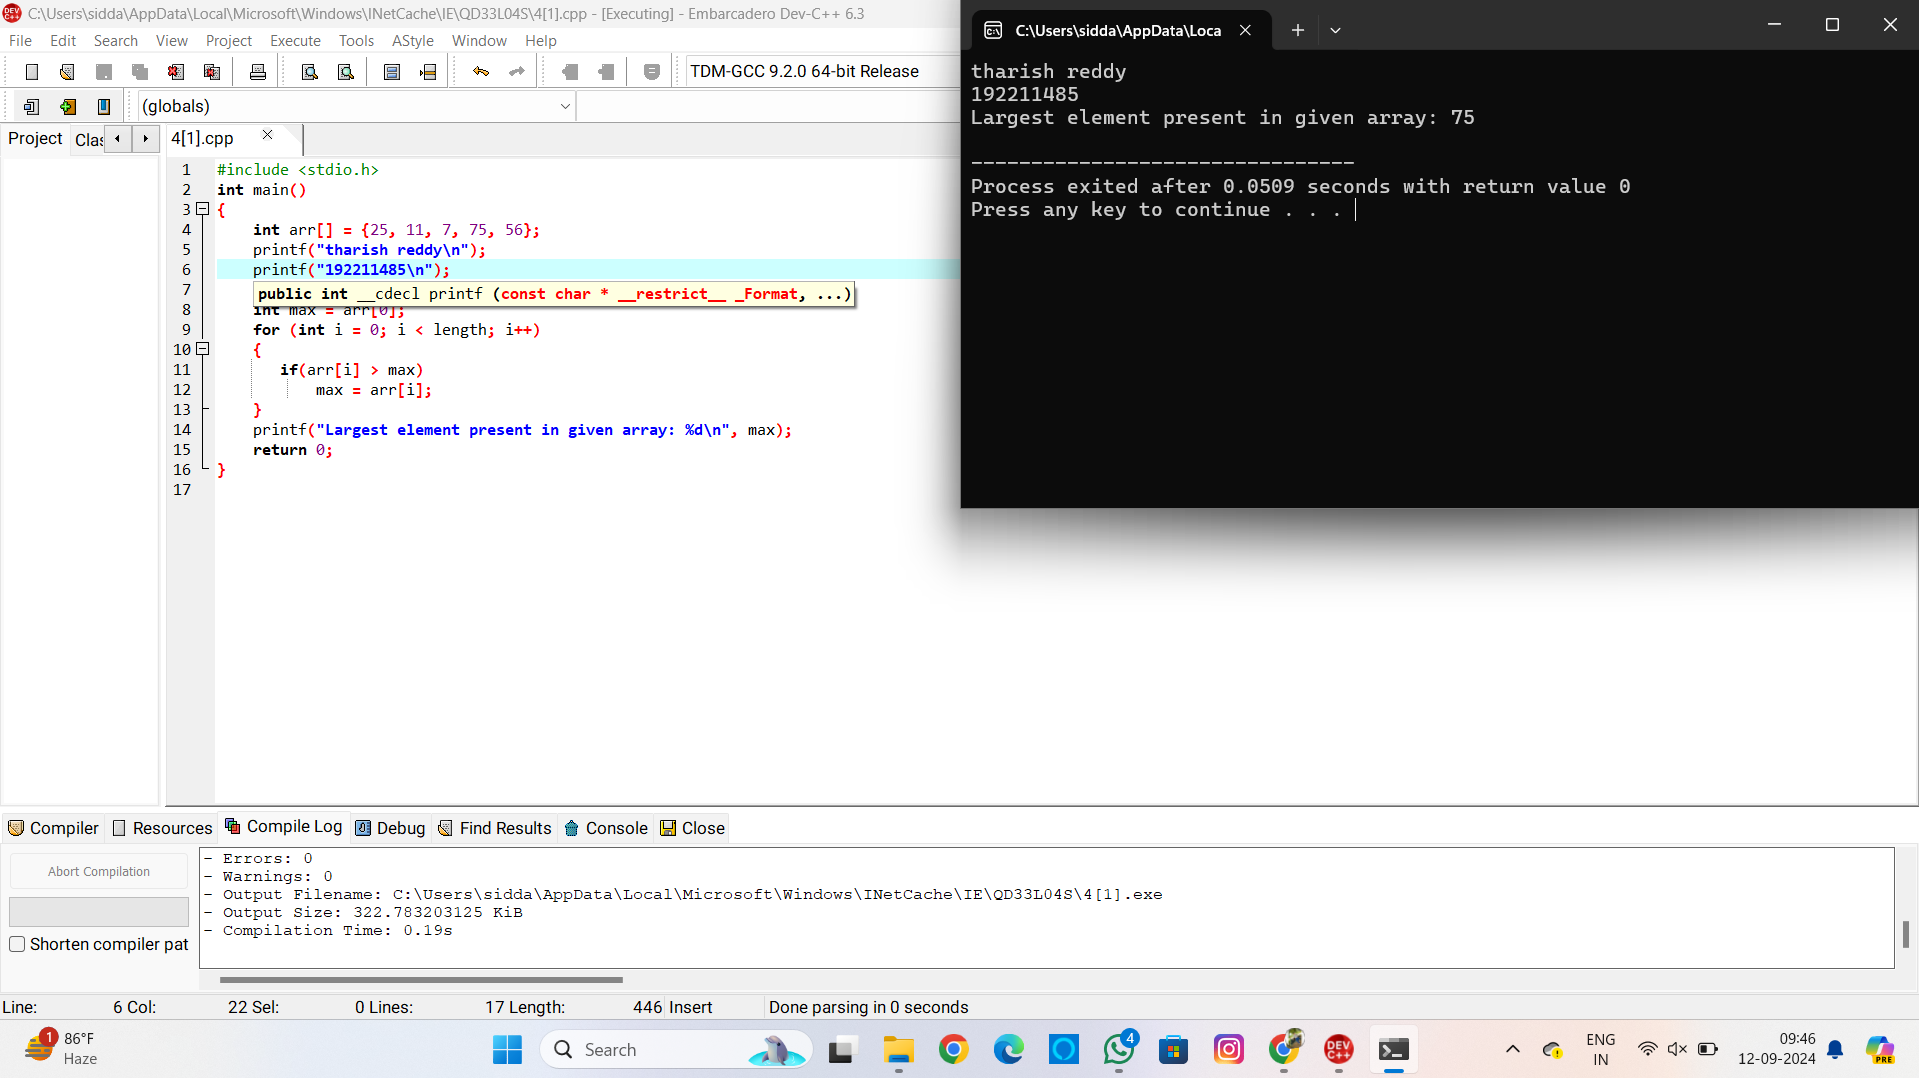 C:\Users\sidda\AppData\Local\Microsoft\Windows\INetCache\IE\QD33L04S\4[1].cpp - [Executing] - Embarcadero Dev-C++ 6.3
File Edit Search View Project Execute Tools AStyle Window Help
TDM-GCC 9.2.0 64-bit Release
(globals)
Project Clas 4[1].cpp
1 #include <stdio.h>
2 int main()
3 {
4 int arr[] = {25, 11, 7, 75, 56};
5 printf("tharish reddy\n");
6 printf("192211485\n");
7
public int __cdecl printf (const char * __restrict__ _Format, ...)
8 int max = arr[0];
9 for (int i = 0; i < length; i++)
10 {
11 if(arr[i] > max)
12 max = arr[i];
13 }
14 printf("Largest element present in given array: %d\n", max);
15 return 0;
16 }
17
C:\Users\sidda\AppData\Loca
tharish reddy
192211485
Largest element present in given array: 75
--------------------------------
Process exited after 0.0509 seconds with return value 0
Press any key to continue . . .
Compiler Resources Compile Log Debug Find Results Console Close
Abort Compilation
Shorten compiler pat
- Errors: 0
- Warnings: 0
- Output Filename: C:\Users\sidda\AppData\Local\Microsoft\Windows\INetCache\IE\QD33L04S\4[1].exe
- Output Size: 322.783203125 KiB
- Compilation Time: 0.19s
Line: 6 Col: 22 Sel: 0 Lines: 17 Length: 446 Insert Done parsing in 0 seconds
1
86°F
Haze
Search
4
DEV
C++
ENG
IN
09:46
12-09-2024
PRE